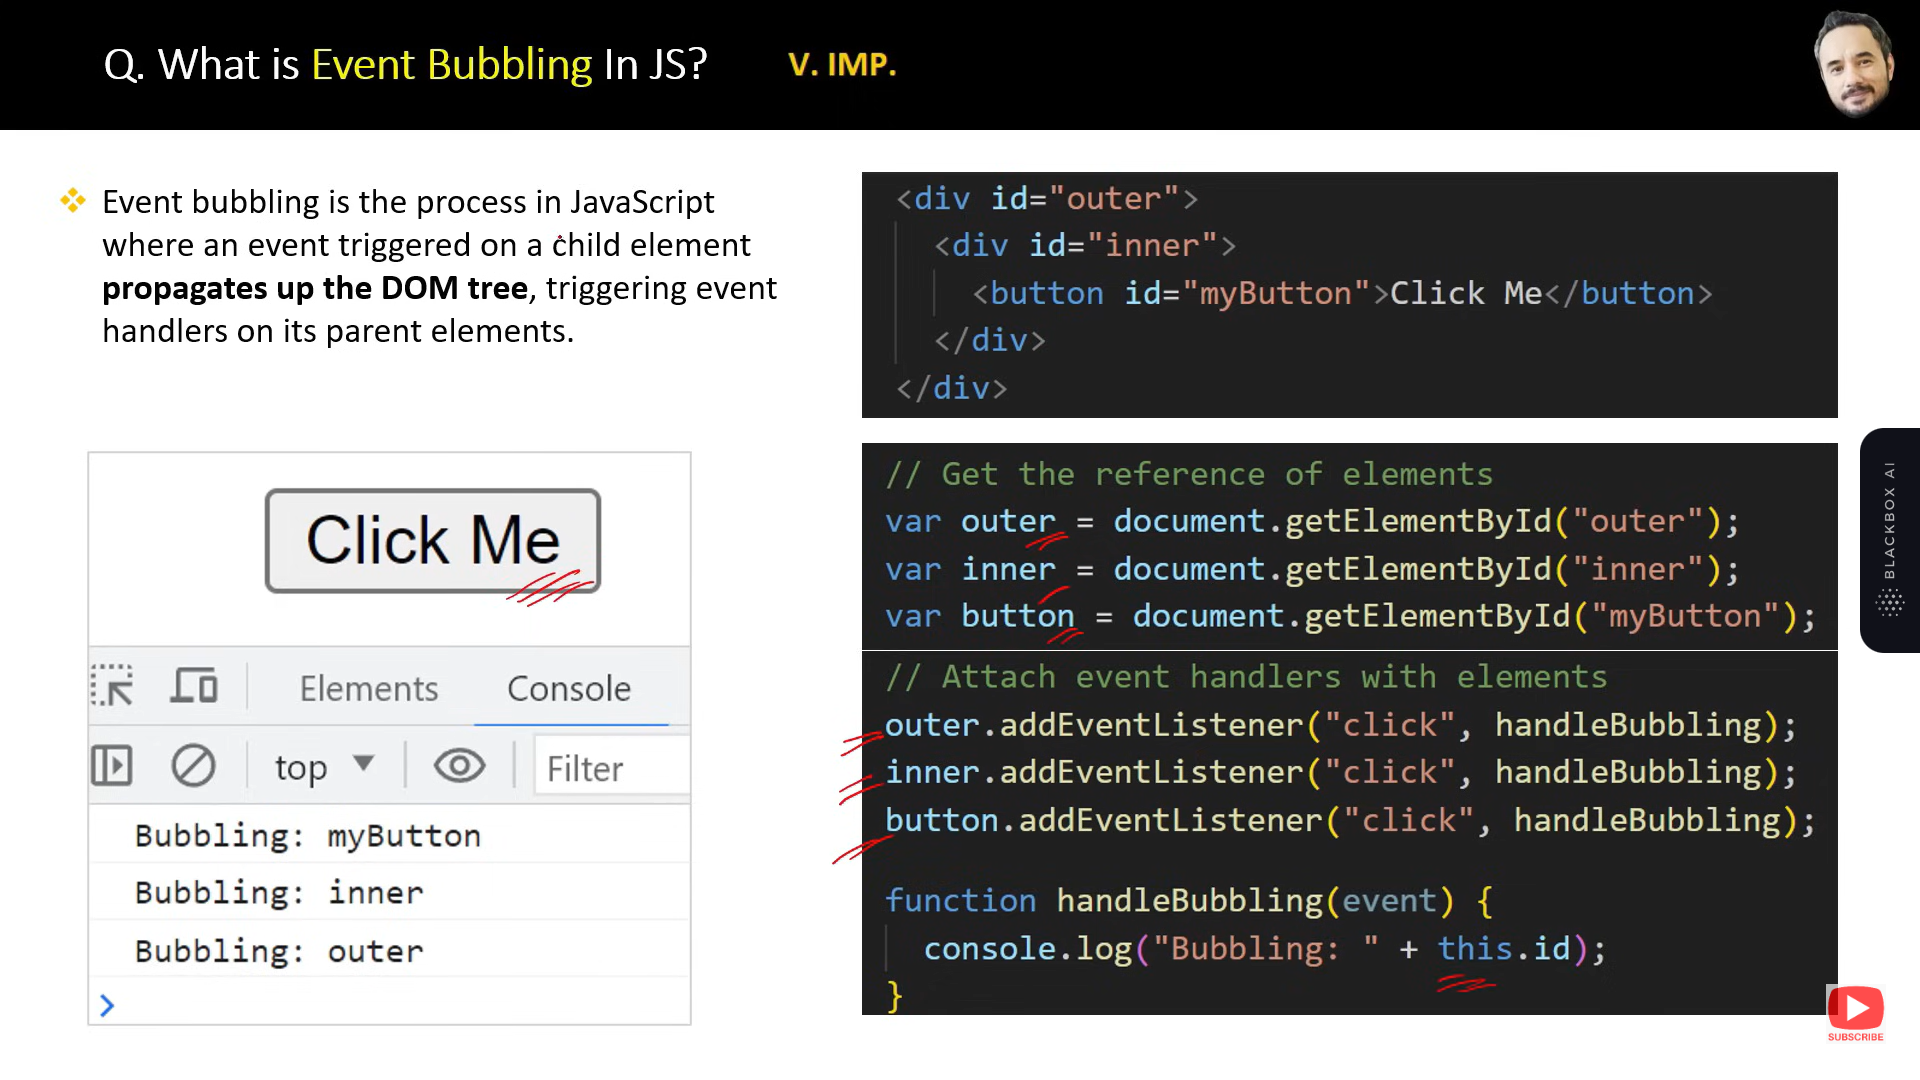 Q. What is Event Bubbling In JS? V. IMP.
Event bubbling is the process in JavaScript
where an event triggered on a child element
propagates up the DOM tree, triggering event
handlers on its parent elements.
<div id="outer">
<div id="inner">
<button id="myButton">Click Me</button>
</div>
</div>
Click Me
Elements Console
top Filter
Bubbling: myButton
Bubbling: inner
Bubbling: outer
>
// Get the reference of elements
var outer = document.getElementById("outer");
var inner = document.getElementById("inner");
var button = document.getElementById("myButton");
// Attach event handlers with elements
outer.addEventListener("click", handleBubbling);
inner.addEventListener("click", handleBubbling);
button.addEventListener("click", handleBubbling);
function handleBubbling(event) {
console.log("Bubbling: " + this.id);
}
BLACKBOX AI
SUBSCRIBE